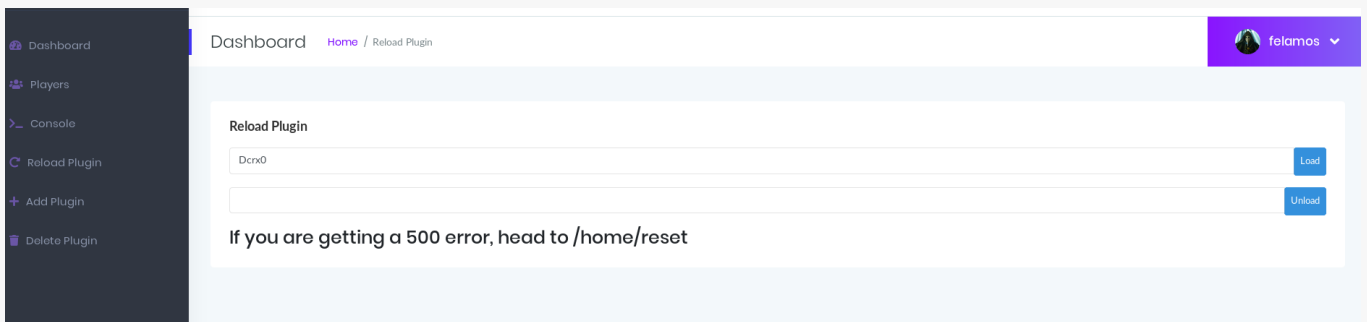 Dashboard
Players
>_ Console
Reload Plugin
Add Plugin
Delete Plugin
Dashboard Home / Reload Plugin
felamos
Reload Plugin
Dcrx0 Load
Unload
If you are getting a 500 error, head to /home/reset